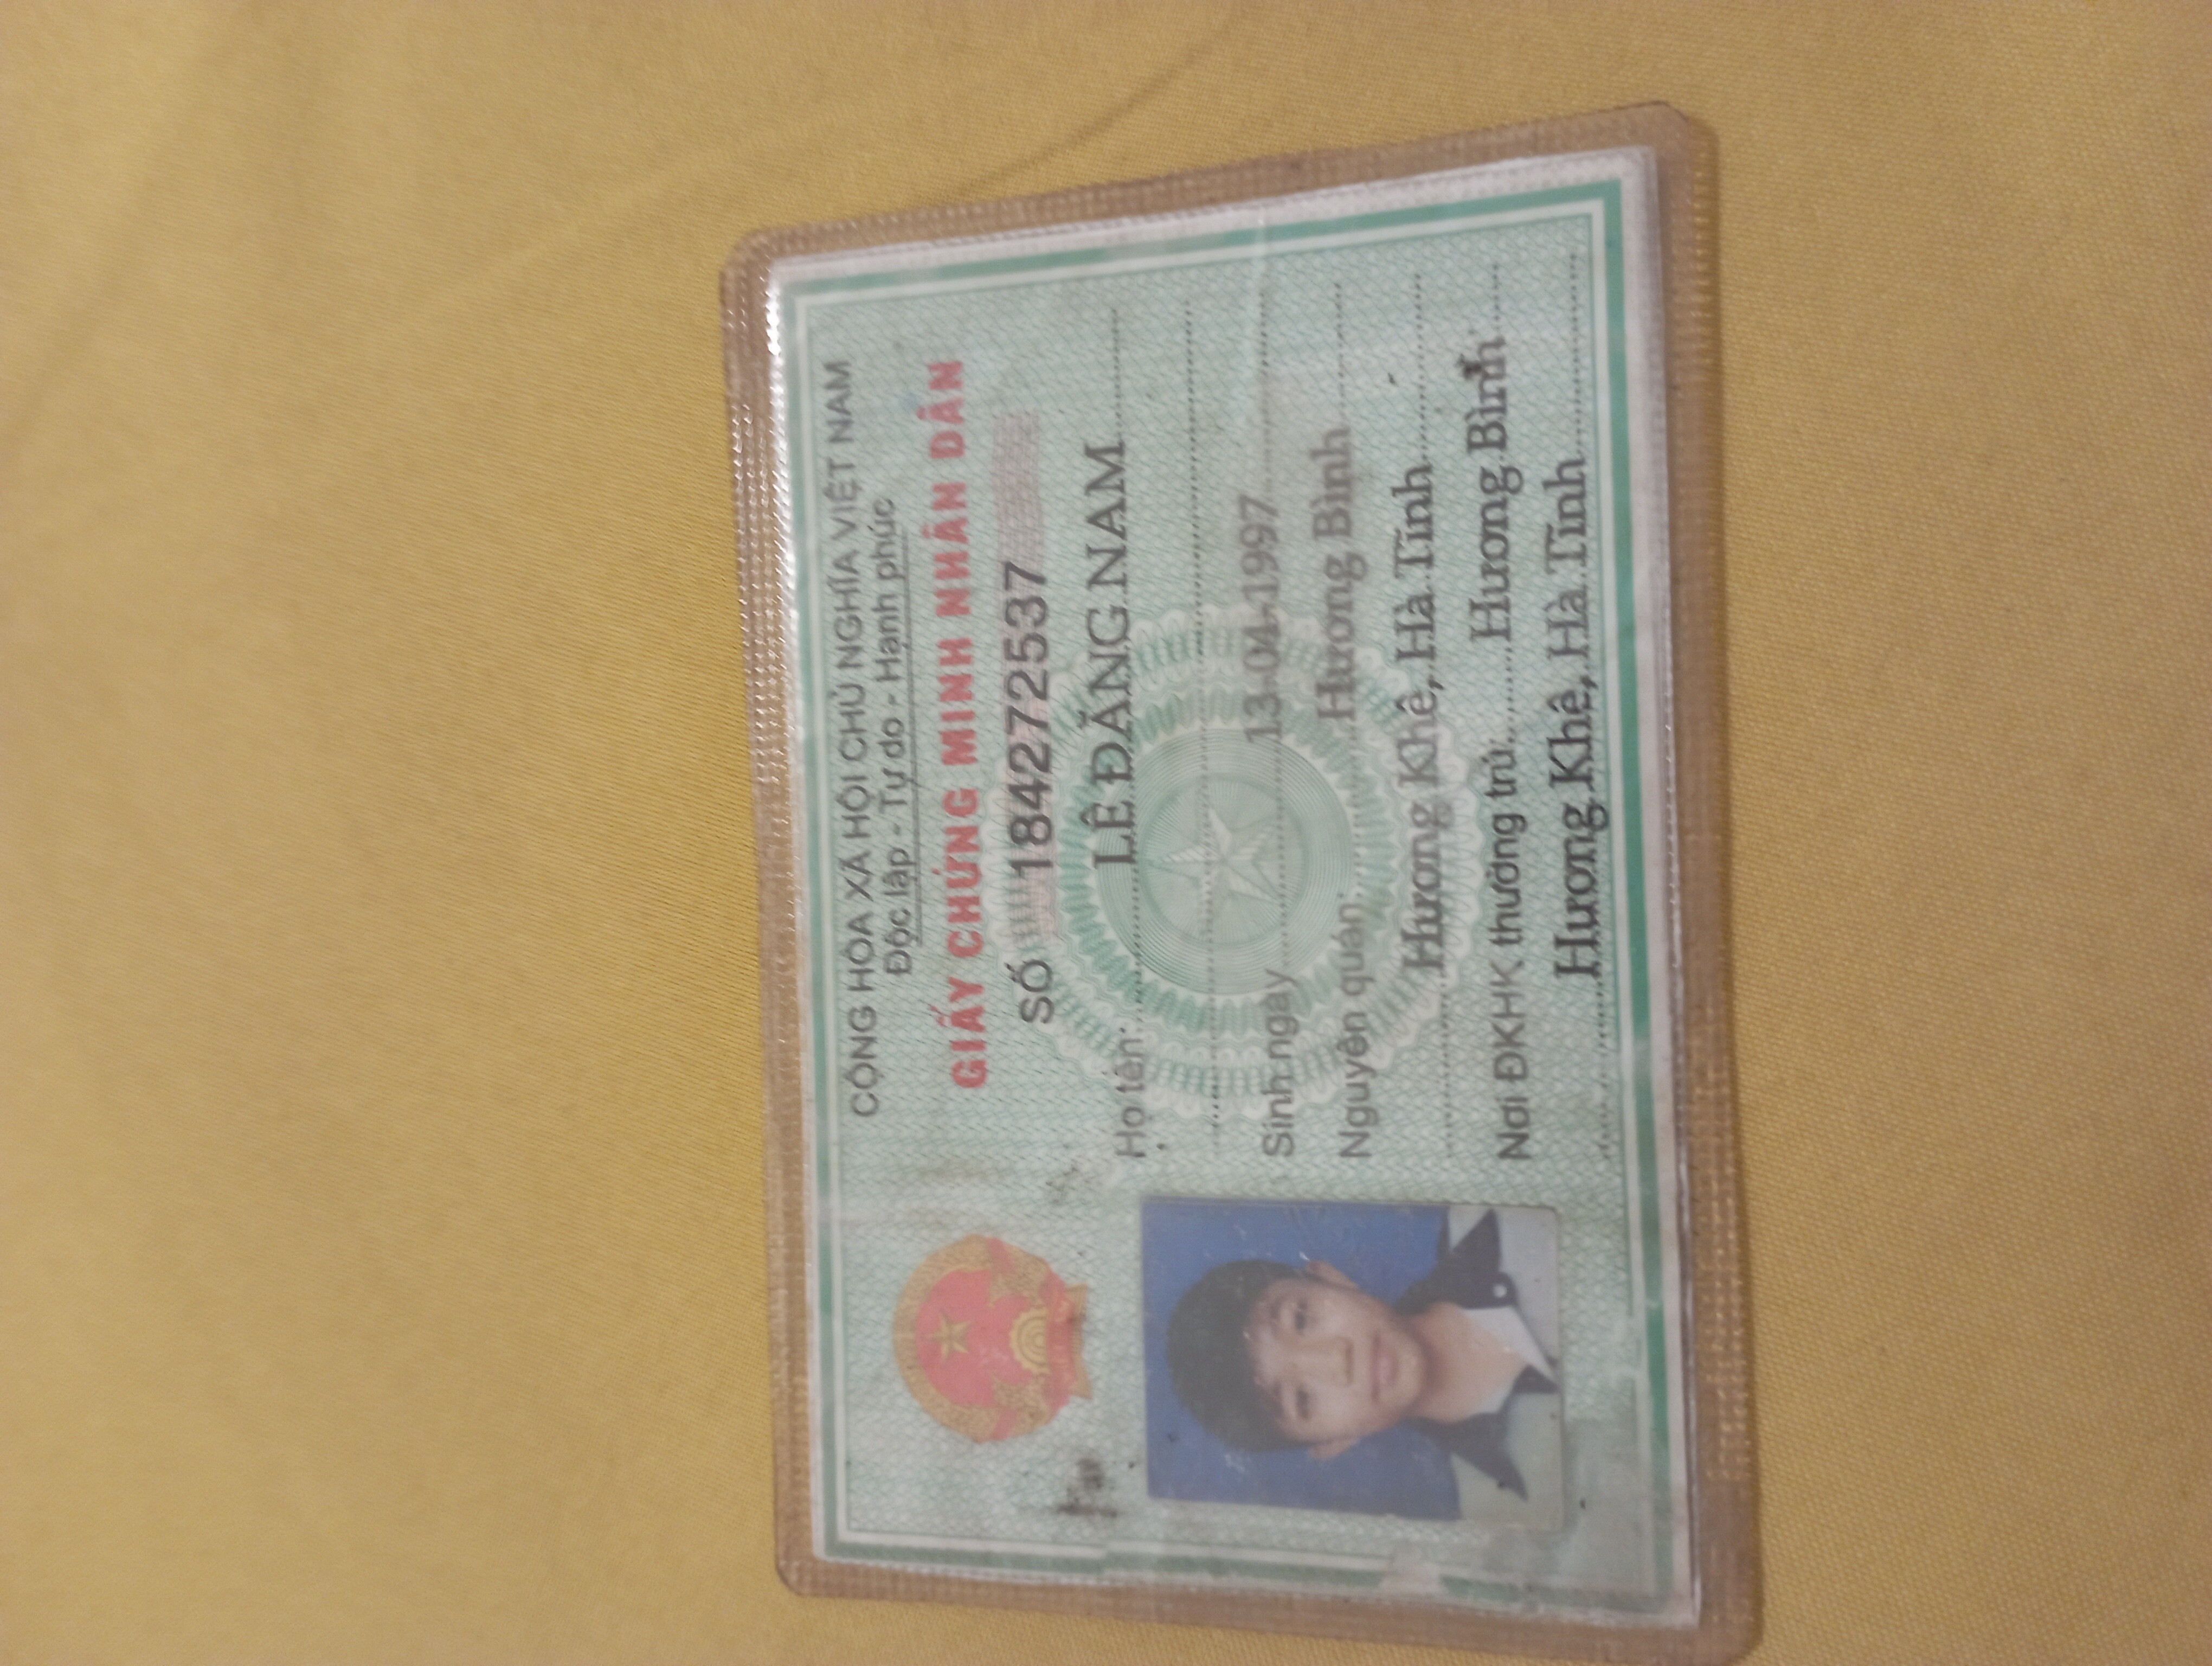 CỘNG HÒA XÃ HỘI CHỦ NGHĨA VIỆT NAM
Độc lập - Tự do - Hạnh phúc
GIẤY CHỨNG MINH NHÂN DÂN
SỐ 184272537
Họ tên: LÊ ĐĂNG NAM
Sinh ngày 13-04-1997
Nguyên quán Hương Bình
Hương Khê, Hà Tĩnh
Nơi ĐKHK thường trú: Hương Bình
Hương Khê, Hà Tĩnh